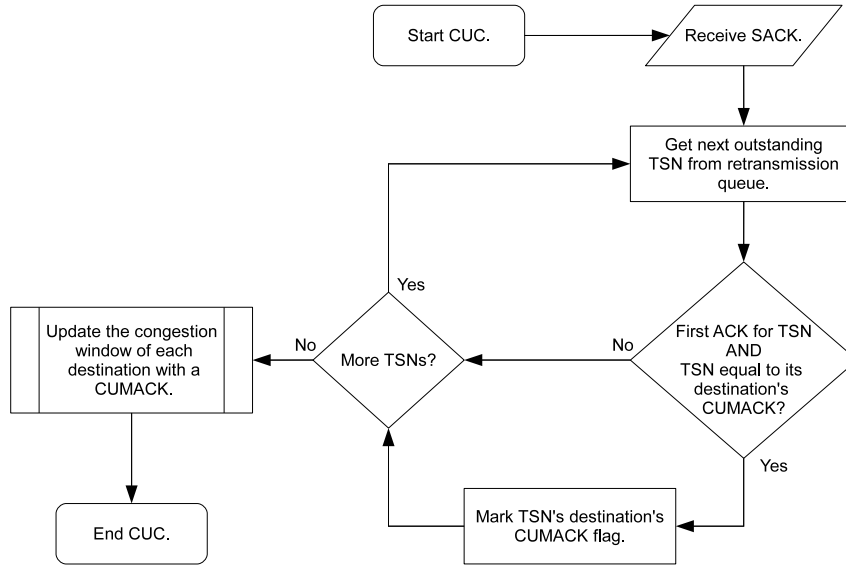 Start CUC.
Receive SACK.
Get next outstanding
TSN from retransmission
queue.
Yes
First ACK for TSN
AND
TSN equal to its
destination's
CUMACK?
No
More TSNs?
No
Update the congestion
window of each
destination with a
CUMACK.
Yes
Mark TSN's destination's
CUMACK flag.
End CUC.